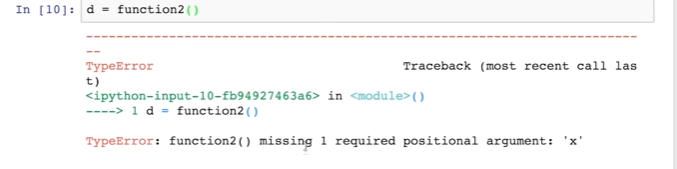 In [10]: d = function2()
---------------------------------------------------------------------------
TypeError Traceback (most recent call las
t)
<ipython-input-10-fb94927463a6> in <module>()
----> 1 d = function2()
TypeError: function2() missing 1 required positional argument: 'x'